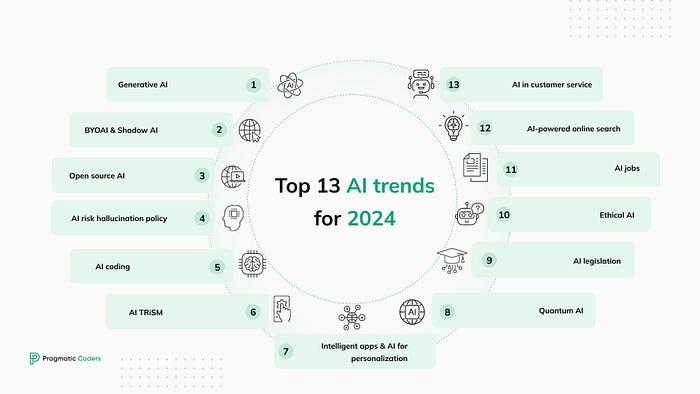 Top 13 AI trends
for 2024
Generative AI
1
BYOAI & Shadow AI
2
Open source AI
3
AI risk hallucination policy
4
AI coding
5
AI TRiSM
6
7
Intelligent apps & AI for
personalization
8
Quantum AI
9
AI legislation
10
Ethical AI
11
AI jobs
12
AI-powered online search
13
AI in customer service
AI
AI
Pragmatic Coders